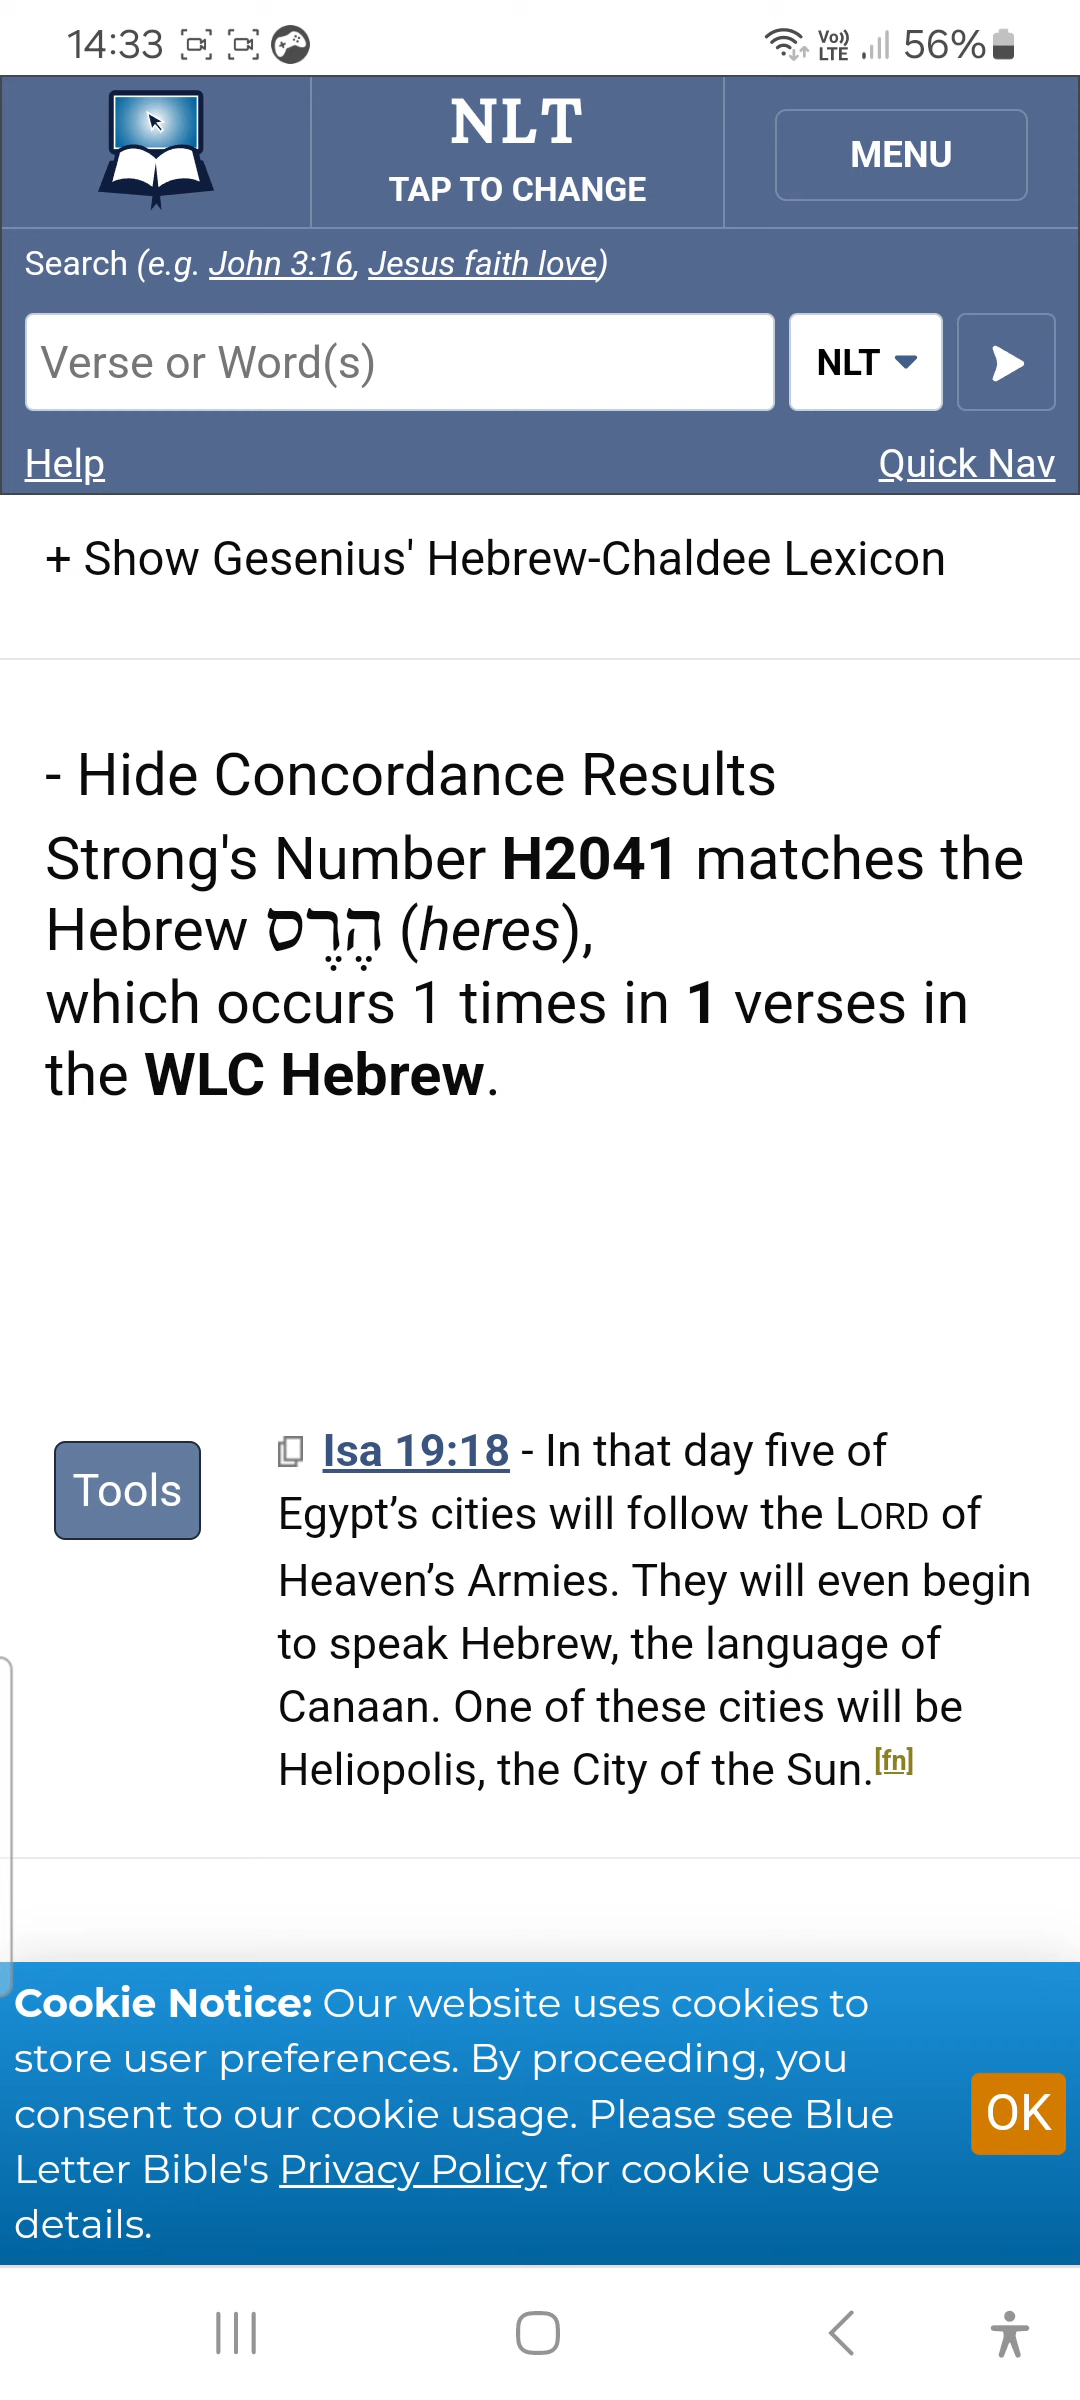 14:33
Vo)) LTE 56%
NLT
TAP TO CHANGE
MENU
Search (e.g. John 3:16, Jesus faith love)
Verse or Word(s)
NLT
Help
Quick Nav
+ Show Gesenius' Hebrew-Chaldee Lexicon
- Hide Concordance Results
Strong's Number H2041 matches the
Hebrew הֶרֶס (heres),
which occurs 1 times in 1 verses in
the WLC Hebrew.
Tools
Isa 19:18 - In that day five of
Egypt’s cities will follow the LORD of
Heaven’s Armies. They will even begin
to speak Hebrew, the language of
Canaan. One of these cities will be
Heliopolis, the City of the Sun.[fn]
Cookie Notice: Our website uses cookies to
store user preferences. By proceeding, you
consent to our cookie usage. Please see Blue
Letter Bible's Privacy Policy for cookie usage
details.
OK